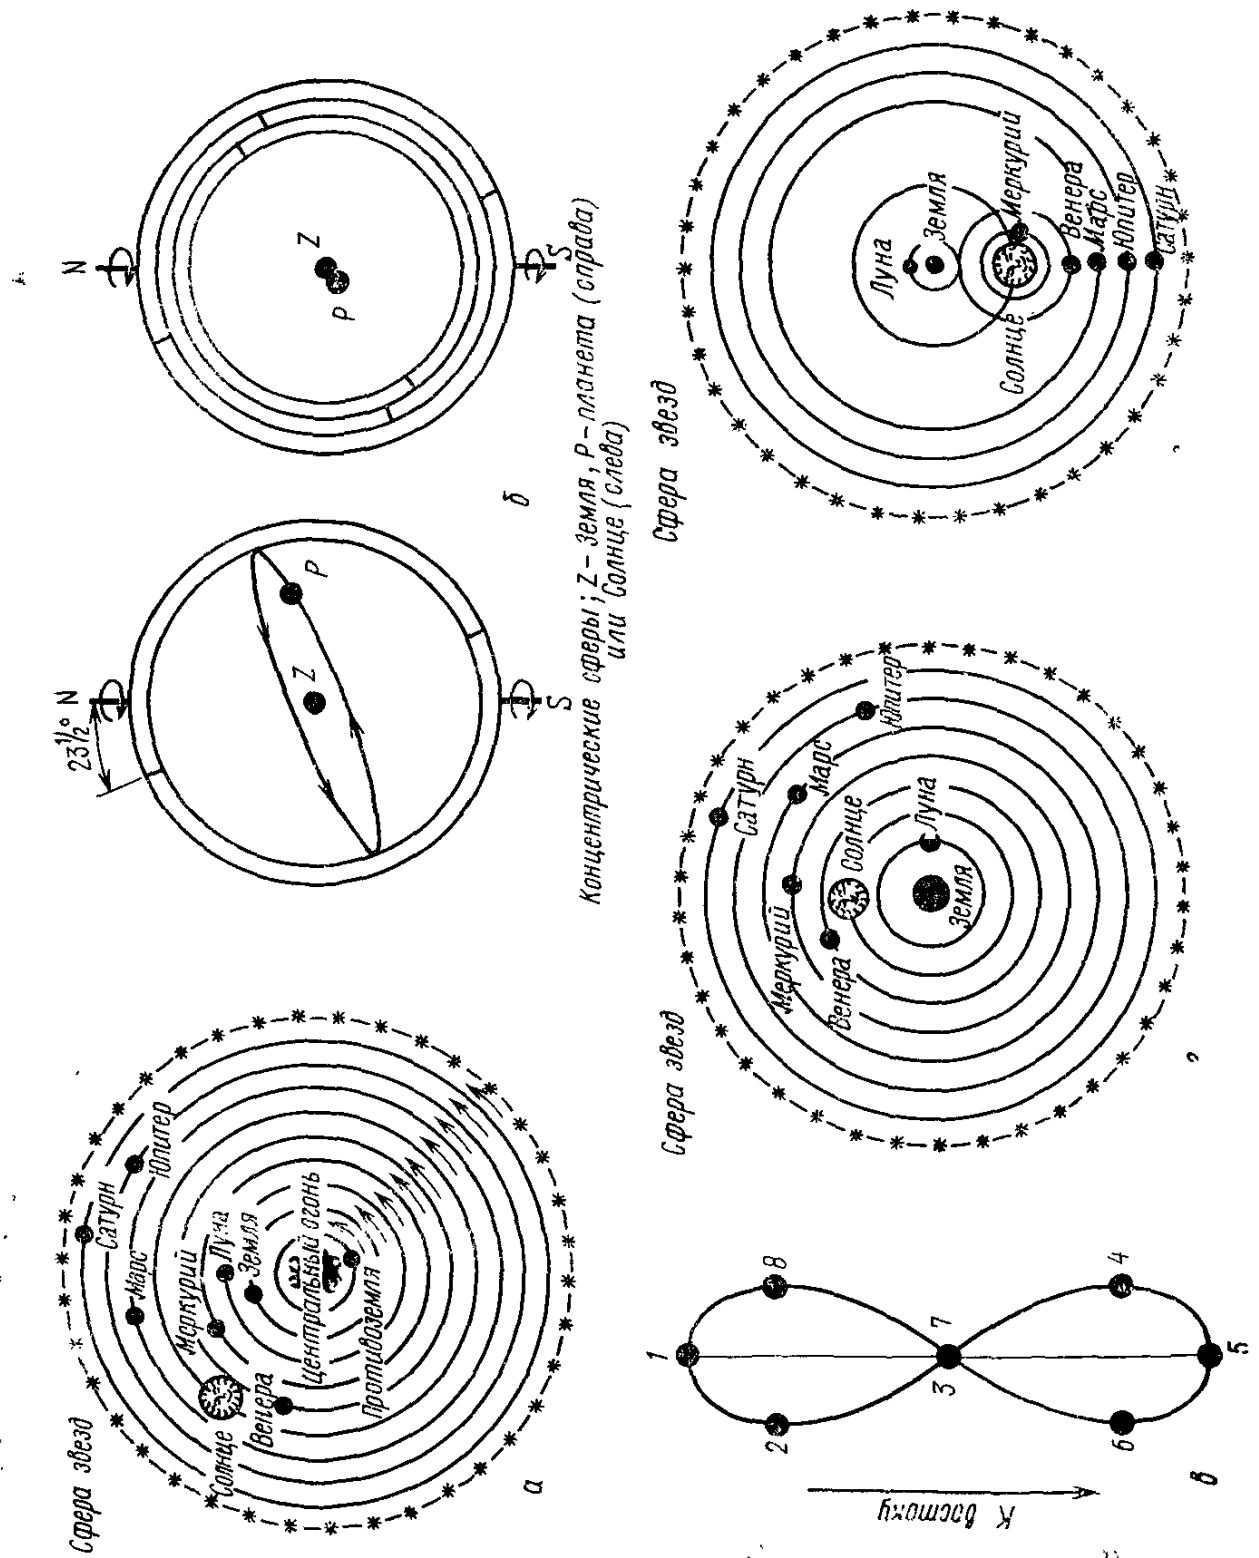 Сфера звезд
Сатурн
Юпитер
Марс
Меркурий
Луна
Земля
Солнце
Венера
Центральный огонь
Противоземля
а
23½°
N
Z
P
S
N
Z
P
S
б
Концентрические сферы; Z – Земля, P – планета (справа)
или Солнце (слева)
1
2
8
3
7
6
4
5
К востоку
в
Сфера звезд
Сатурн
Юпитер
Марс
Меркурий
Солнце
Венера
Луна
Земля
г
Сфера звезд
Луна
Земля
Солнце
Меркурий
Венера
Марс
Юпитер
Сатурн